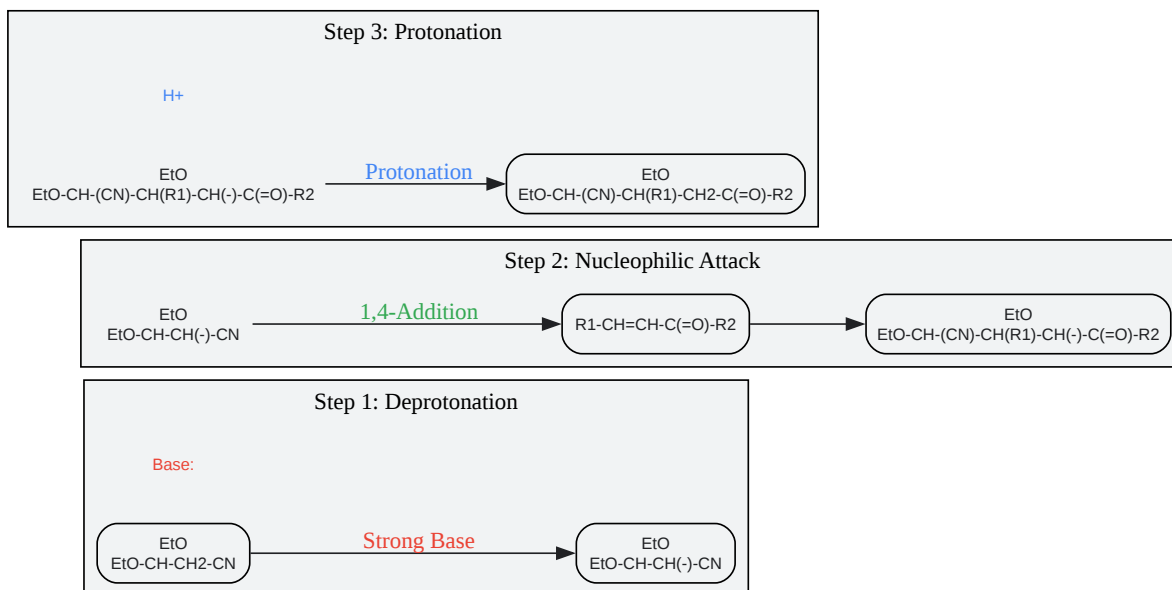 Step 3: Protonation
H+
EtO
EtO-CH-(CN)-CH(R1)-CH(-)-C(=O)-R2
Protonation
EtO
EtO-CH-(CN)-CH(R1)-CH2-C(=O)-R2
Step 2: Nucleophilic Attack
EtO
EtO-CH-CH(-)-CN
1,4-Addition
R1-CH=CH-C(=O)-R2
EtO
EtO-CH-(CN)-CH(R1)-CH(-)-C(=O)-R2
Step 1: Deprotonation
Base:
EtO
EtO-CH-CH2-CN
Strong Base
EtO
EtO-CH-CH(-)-CN